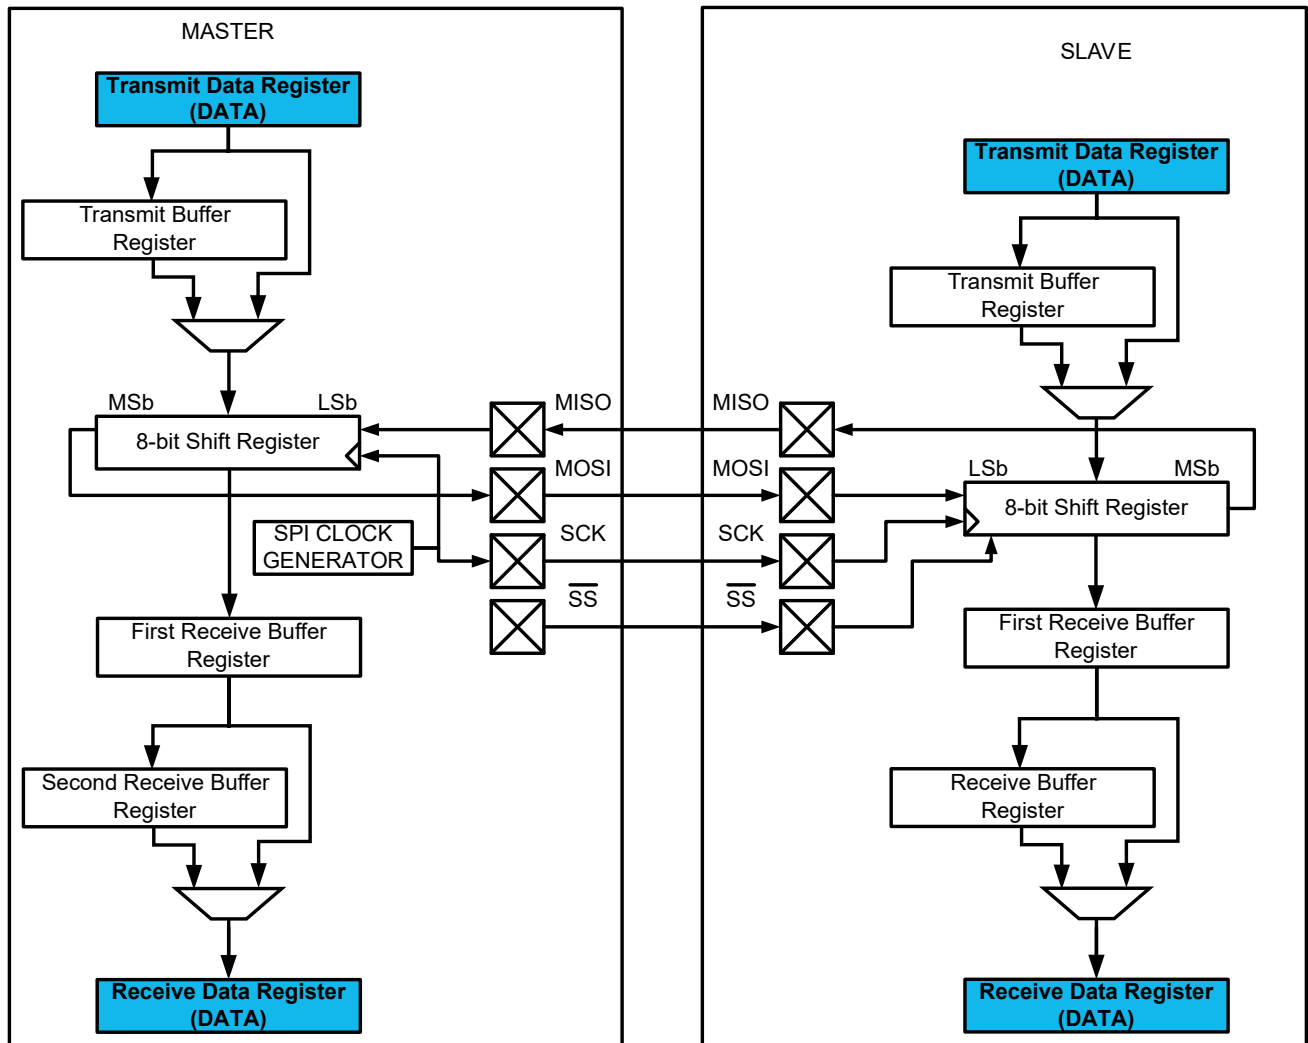 MASTER
Transmit Data Register
(DATA)
Transmit Buffer
Register
MSb
LSb
8-bit Shift Register
SPI CLOCK
GENERATOR
First Receive Buffer
Register
Second Receive Buffer
Register
Receive Data Register
(DATA)
MISO
MOSI
SCK
SS
MISO
MOSI
SCK
SS
SLAVE
Transmit Data Register
(DATA)
Transmit Buffer
Register
LSb
MSb
8-bit Shift Register
First Receive Buffer
Register
Receive Buffer
Register
Receive Data Register
(DATA)